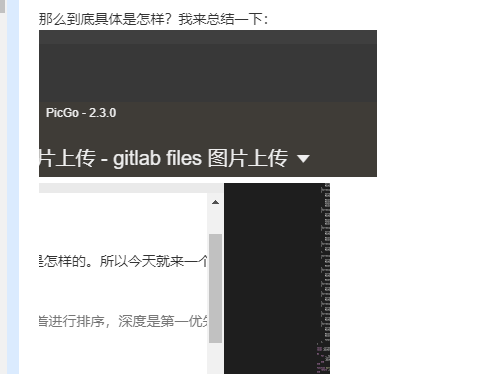 那么到底具体是怎样？我来总结一下：
PicGo - 2.3.0
片上传 - gitlab files 图片上传
是怎样的。所以今天就来一个
着进行排序，深度是第一优先